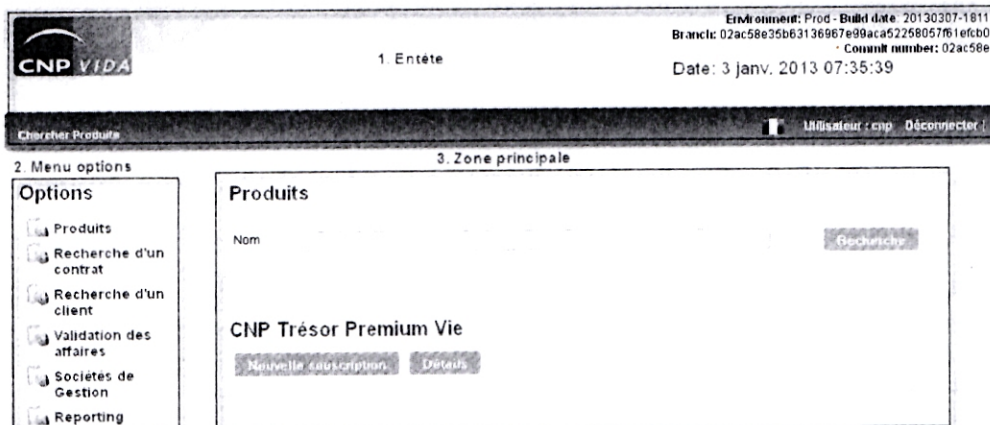 Environment: Prod - Build date: 20130307-1811
Branch: 02ac58e35b63136967e99aca52258057f61efcb0
Commit number: 02ac58e
CNP VIDA
1. Entéte
Date: 3 janv. 2013 07:35:39
Chercher Produits
Utilisateur : cnp Déconnecter
2. Menu options
3. Zone principale
Options
Produits
Recherche d'un
contrat
Recherche d'un
client
Validation des
affaires
Sociétés de
Gestion
Reporting
Produits
Nom
Recherche
CNP Trésor Premium Vie
Nouvelle souscription Détails